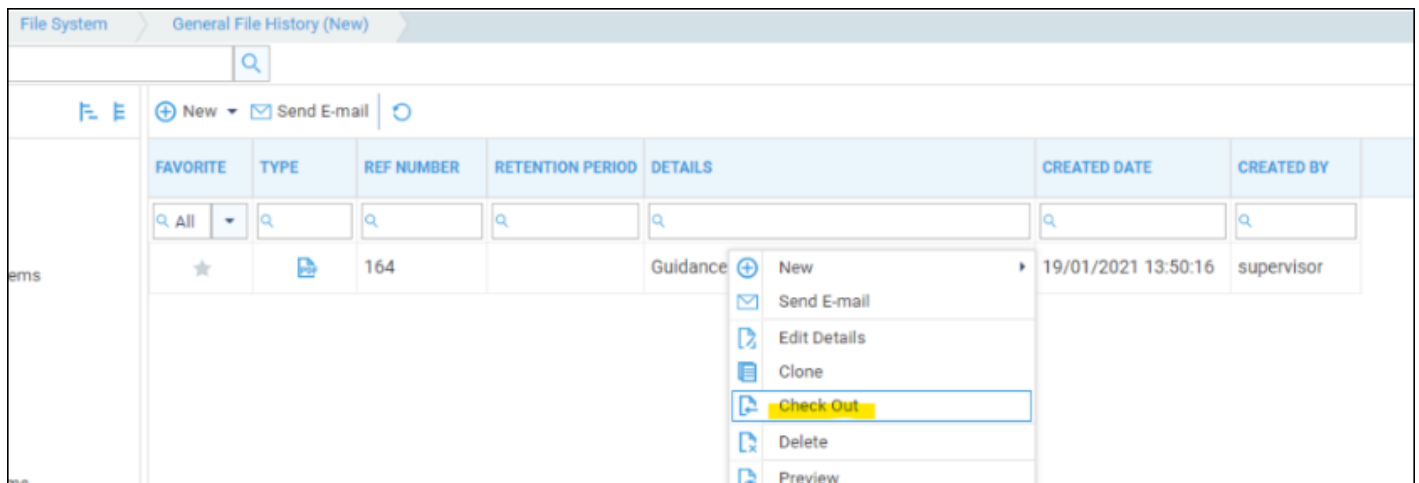 File System General File History (New)
New Send E-mail
FAVORITE TYPE REF NUMBER RETENTION PERIOD DETAILS CREATED DATE CREATED BY
All
ems PDF 164 Guidance 19/01/2021 13:50:16 supervisor
New
Send E-mail
Edit Details
Clone
Check Out
Delete
Preview